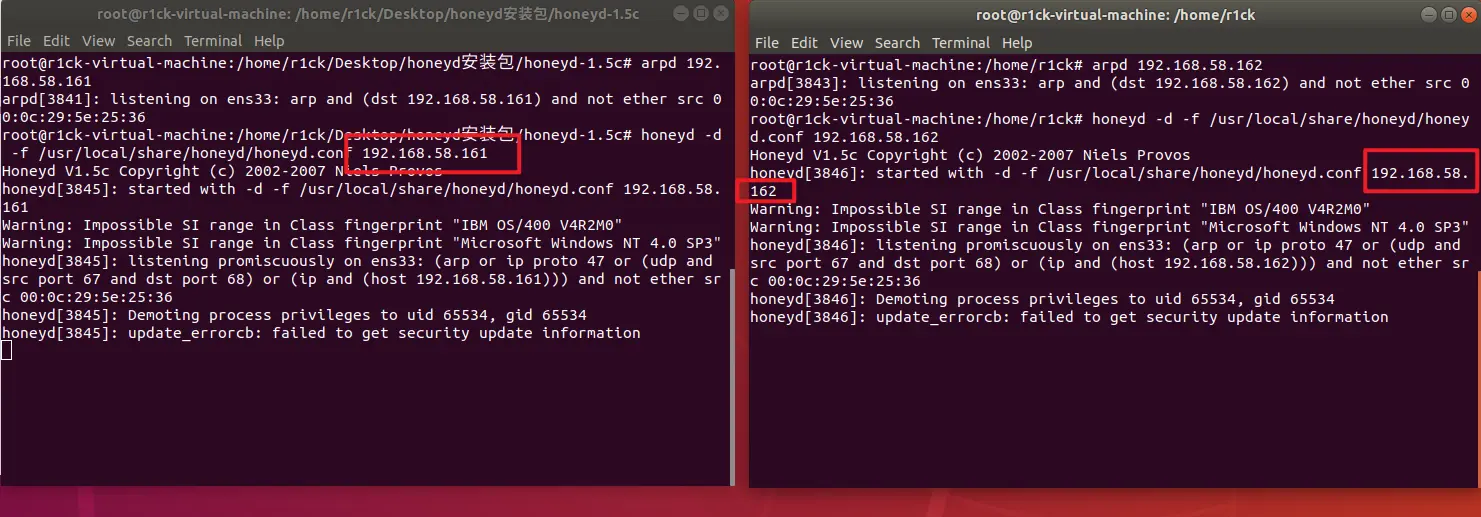 root@r1ck-virtual-machine: /home/r1ck/Desktop/honeyd安装包/honeyd-1.5c
File Edit View Search Terminal Help
root@r1ck-virtual-machine:/home/r1ck/Desktop/honeyd安装包/honeyd-1.5c# arpd 192.
168.58.161
arpd[3841]: listening on ens33: arp and (dst 192.168.58.161) and not ether src 0
0:0c:29:5e:25:36
root@r1ck-virtual-machine:/home/r1ck/Desktop/honeyd安装包/honeyd-1.5c# honeyd -d
-f /usr/local/share/honeyd/honeyd.conf 192.168.58.161
Honeyd V1.5c Copyright (c) 2002-2007 Niels Provos
honeyd[3845]: started with -d -f /usr/local/share/honeyd/honeyd.conf 192.168.58.
161
Warning: Impossible SI range in Class fingerprint "IBM OS/400 V4R2M0"
Warning: Impossible SI range in Class fingerprint "Microsoft Windows NT 4.0 SP3"
honeyd[3845]: listening promiscuously on ens33: (arp or ip proto 47 or (udp and
src port 67 and dst port 68) or (ip and (host 192.168.58.161))) and not ether sr
c 00:0c:29:5e:25:36
honeyd[3845]: Demoting process privileges to uid 65534, gid 65534
honeyd[3845]: update_errorcb: failed to get security update information
root@r1ck-virtual-machine: /home/r1ck
File Edit View Search Terminal Help
root@r1ck-virtual-machine:/home/r1ck# arpd 192.168.58.162
arpd[3843]: listening on ens33: arp and (dst 192.168.58.162) and not ether src 0
0:0c:29:5e:25:36
root@r1ck-virtual-machine:/home/r1ck# honeyd -d -f /usr/local/share/honeyd/honey
d.conf 192.168.58.162
Honeyd V1.5c Copyright (c) 2002-2007 Niels Provos
honeyd[3846]: started with -d -f /usr/local/share/honeyd/honeyd.conf 192.168.58.
162
Warning: Impossible SI range in Class fingerprint "IBM OS/400 V4R2M0"
Warning: Impossible SI range in Class fingerprint "Microsoft Windows NT 4.0 SP3"
honeyd[3846]: listening promiscuously on ens33: (arp or ip proto 47 or (udp and
src port 67 and dst port 68) or (ip and (host 192.168.58.162))) and not ether sr
c 00:0c:29:5e:25:36
honeyd[3846]: Demoting process privileges to uid 65534, gid 65534
honeyd[3846]: update_errorcb: failed to get security update information